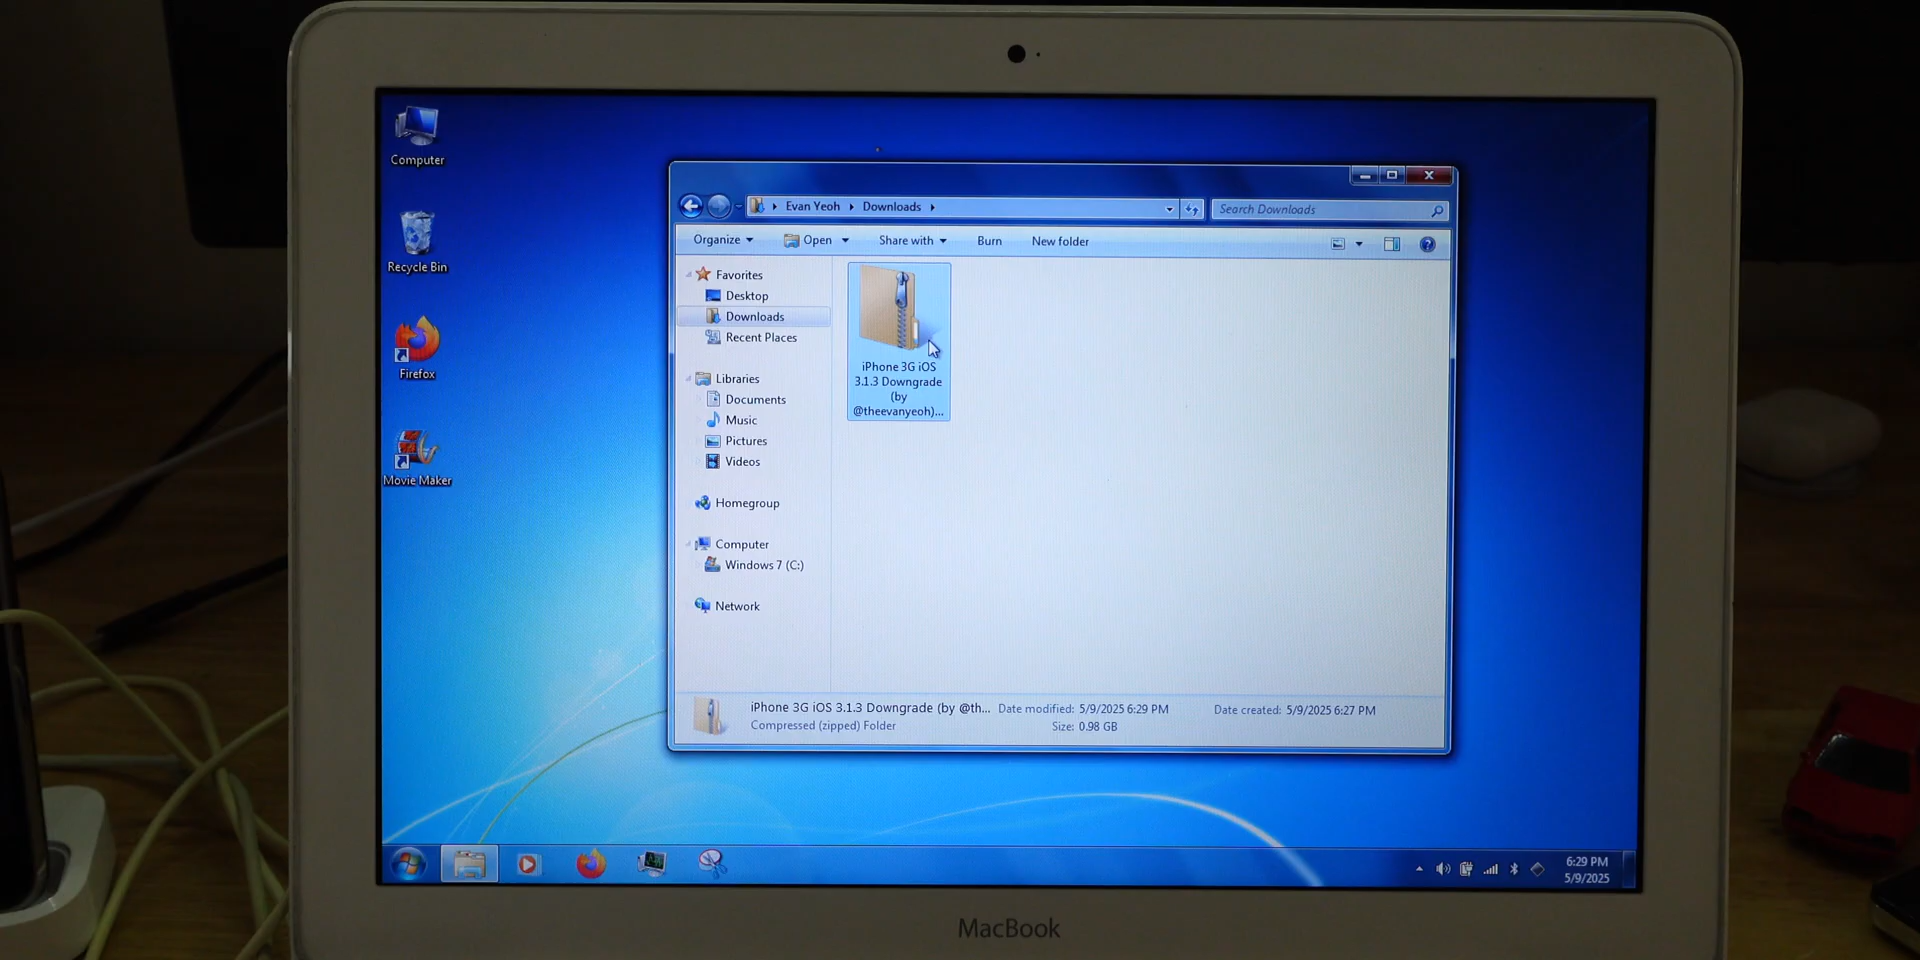 Computer
Recycle Bin
Firefox
Movie Maker
Evan Yeoh
Downloads
Search Downloads
Organize
Open
Share with
Burn
New folder
Favorites
Desktop
Downloads
Recent Places
Libraries
Documents
Music
Pictures
Videos
Homegroup
Computer
Windows 7 (C:)
Network
iPhone 3G iOS
3.1.3 Downgrade
(by
@theevanyeoh)...
iPhone 3G iOS 3.1.3 Downgrade (by @th...
Date modified: 5/9/2025 6:29 PM
Date created: 5/9/2025 6:27 PM
Compressed (zipped) Folder
Size: 0.98 GB
6:29 PM
5/9/2025
MacBook